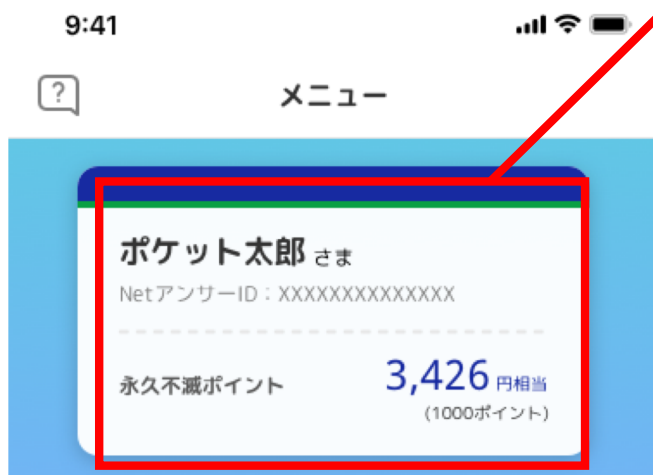 9:41
?
メニュー
ポケット太郎 さま
NetアンサーID：XXXXXXXXXXXXXX
永久不滅ポイント 3,426 円相当
(1000ポイント)